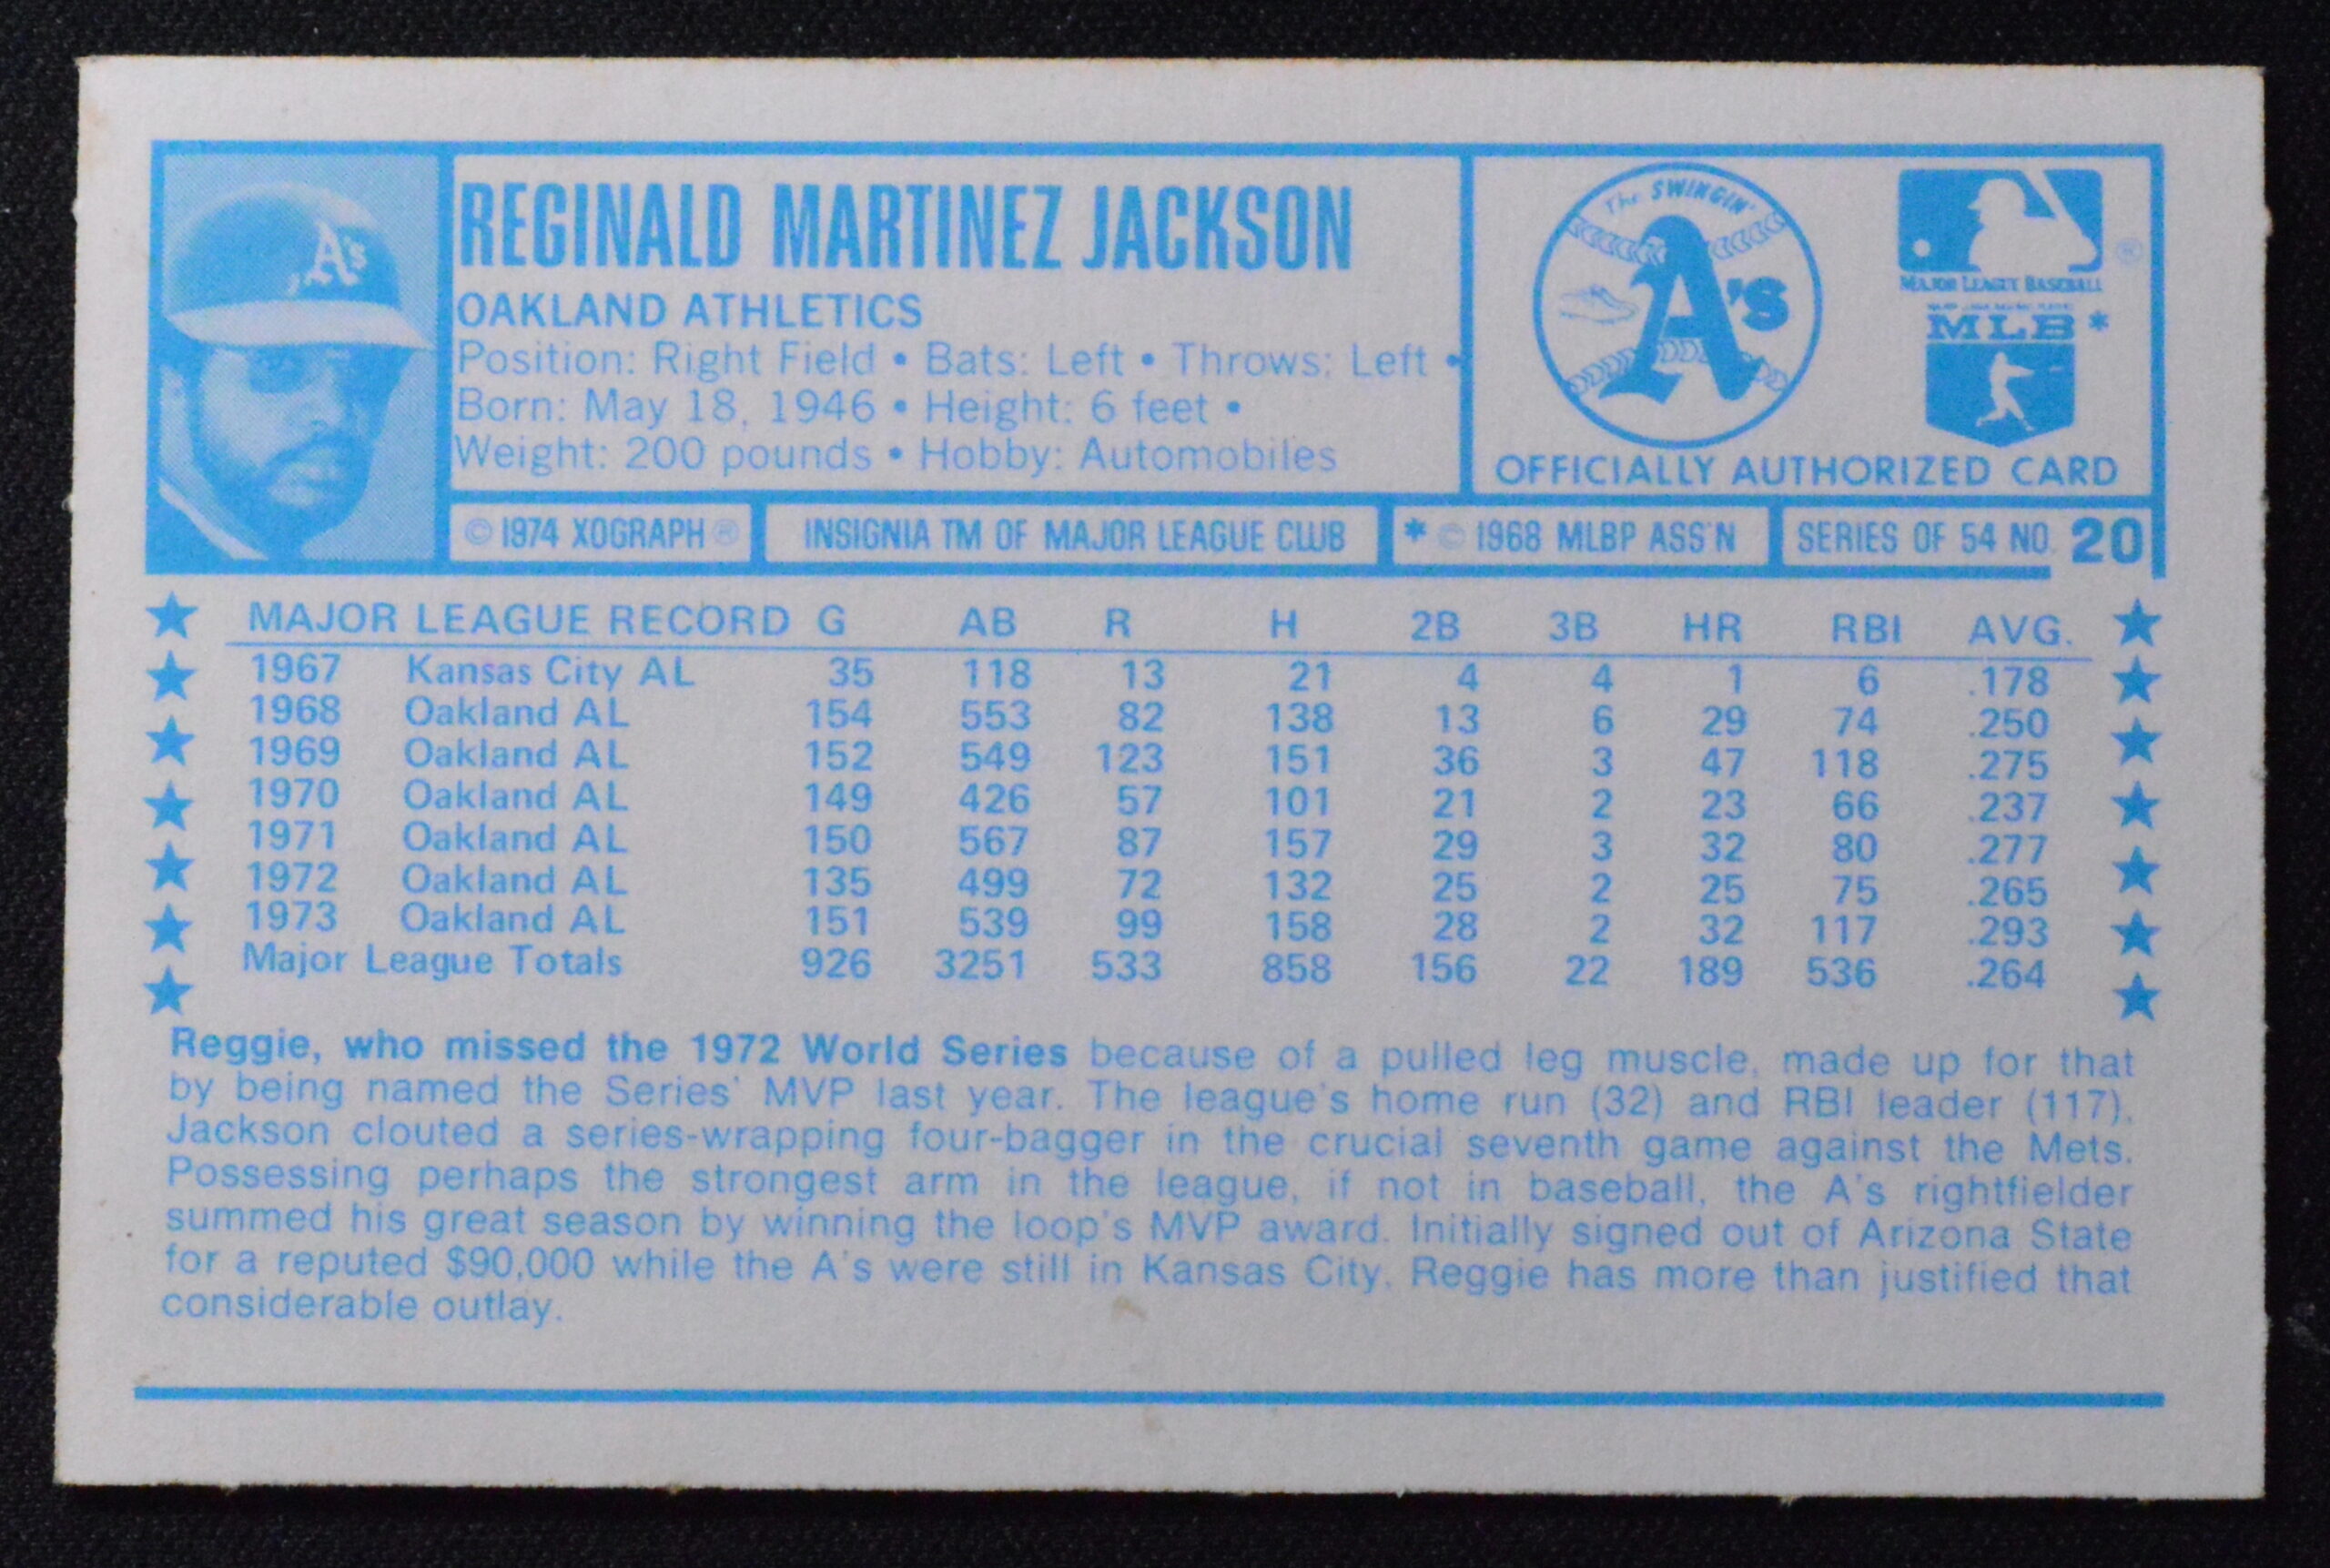 A's
REGINALD MARTINEZ JACKSON
OAKLAND ATHLETICS
Position: Right Field • Bats: Left • Throws: Left •
Born: May 18, 1946 • Height: 6 feet •
Weight: 200 pounds • Hobby: Automobiles
The SWINGIN'
A's
MAJOR LEAGUE BASEBALL ®
MLB *
OFFICIALLY AUTHORIZED CARD
© 1974 XOGRAPH ® INSIGNIA TM OF MAJOR LEAGUE CLUB * © 1968 MLBP ASS'N SERIES OF 54 NO. 20
MAJOR LEAGUE RECORD G AB R H 2B 3B HR RBI AVG.
1967 Kansas City AL 35 118 13 21 4 4 1 6 .178
1968 Oakland AL 154 553 82 138 13 6 29 74 .250
1969 Oakland AL 152 549 123 151 36 3 47 118 .275
1970 Oakland AL 149 426 57 101 21 2 23 66 .237
1971 Oakland AL 150 567 87 157 29 3 32 80 .277
1972 Oakland AL 135 499 72 132 25 2 25 75 .265
1973 Oakland AL 151 539 99 158 28 2 32 117 .293
Major League Totals 926 3251 533 858 156 22 189 536 .264
Reggie, who missed the 1972 World Series because of a pulled leg muscle, made up for that
by being named the Series' MVP last year. The league's home run (32) and RBI leader (117),
Jackson clouted a series-wrapping four-bagger in the crucial seventh game against the Mets.
Possessing perhaps the strongest arm in the league, if not in baseball, the A's rightfielder
summed his great season by winning the loop's MVP award. Initially signed out of Arizona State
for a reputed $90,000 while the A's were still in Kansas City, Reggie has more than justified that
considerable outlay.